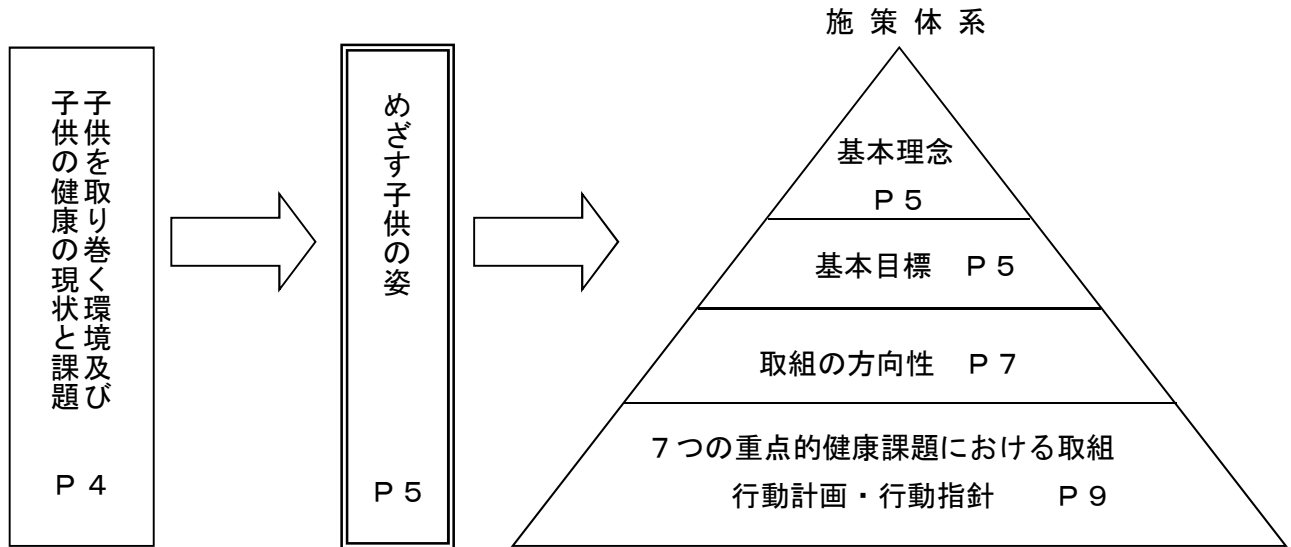 施策体系
子供を取り巻く環境及び
子供の健康の現状と課題
P4
めざす子供の姿
P5
基本理念
P5
基本目標 P5
取組の方向性 P7
7つの重点的健康課題における取組
行動計画・行動指針 P9